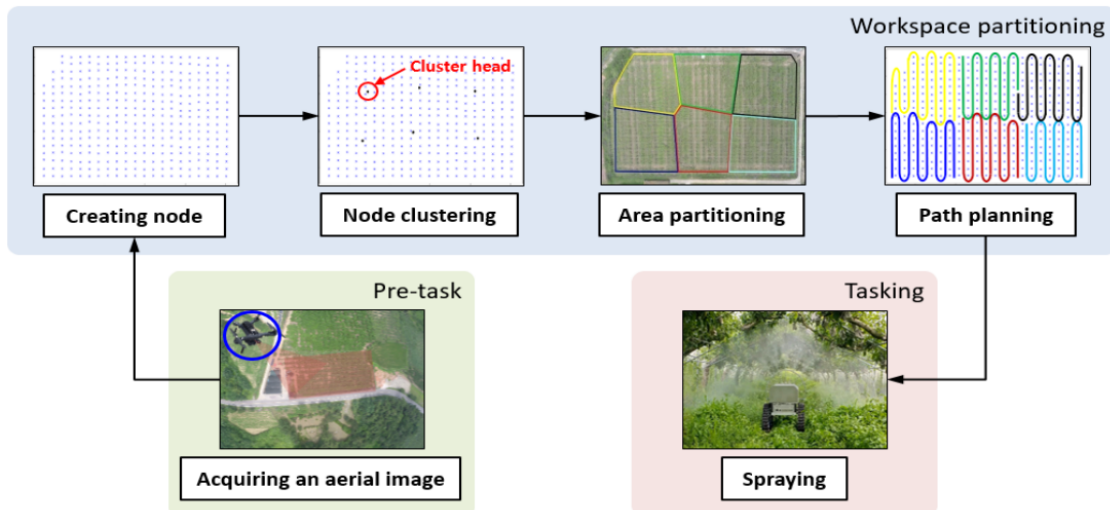 Workspace partitioning
Cluster head
Creating node
Node clustering
Area partitioning
Path planning
Pre-task
Tasking
Acquiring an aerial image
Spraying